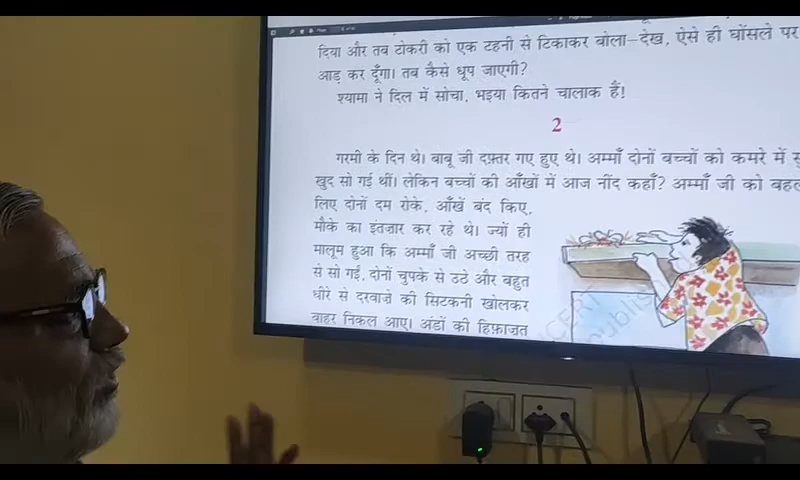 दिया और तब टोकरी को एक टहनी से टिकाकर बोला–देख, ऐसे ही घोंसले पर
आड़ कर दूँगा। तब कैसे धूप जाएगी?
श्यामा ने दिल में सोचा, भइया कितने चालाक हैं!
2
गरमी के दिन थे। बाबू जी दफ़्तर गए हुए थे। अम्माँ दोनों बच्चों को कमरे में
खुद सो गई थीं। लेकिन बच्चों की आँखों में आज नींद कहाँ? अम्माँ जी को
लिए दोनों दम रोके, आँखें बंद किए,
मौके का इंतज़ार कर रहे थे। ज्यों ही
मालूम हुआ कि अम्माँ जी अच्छी तरह
से सो गईं, दोनों चुपके से उठे और बहुत
धीरे से दरवाज़े की सिटकनी खोलकर
बाहर निकल आए। अंडों की हिफ़ाज़त